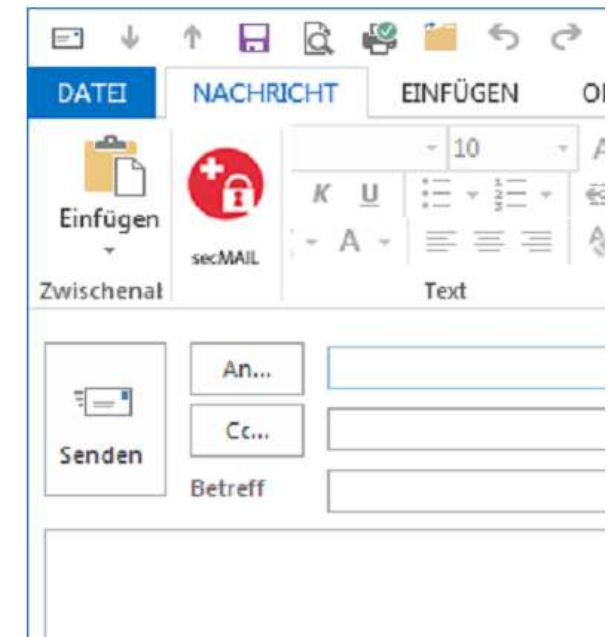 DATEI NACHRICHT EINFÜGEN
10
Einfügen K U A
secMAIL
Zwischenal Text
An...
Cc...
Senden
Betreff